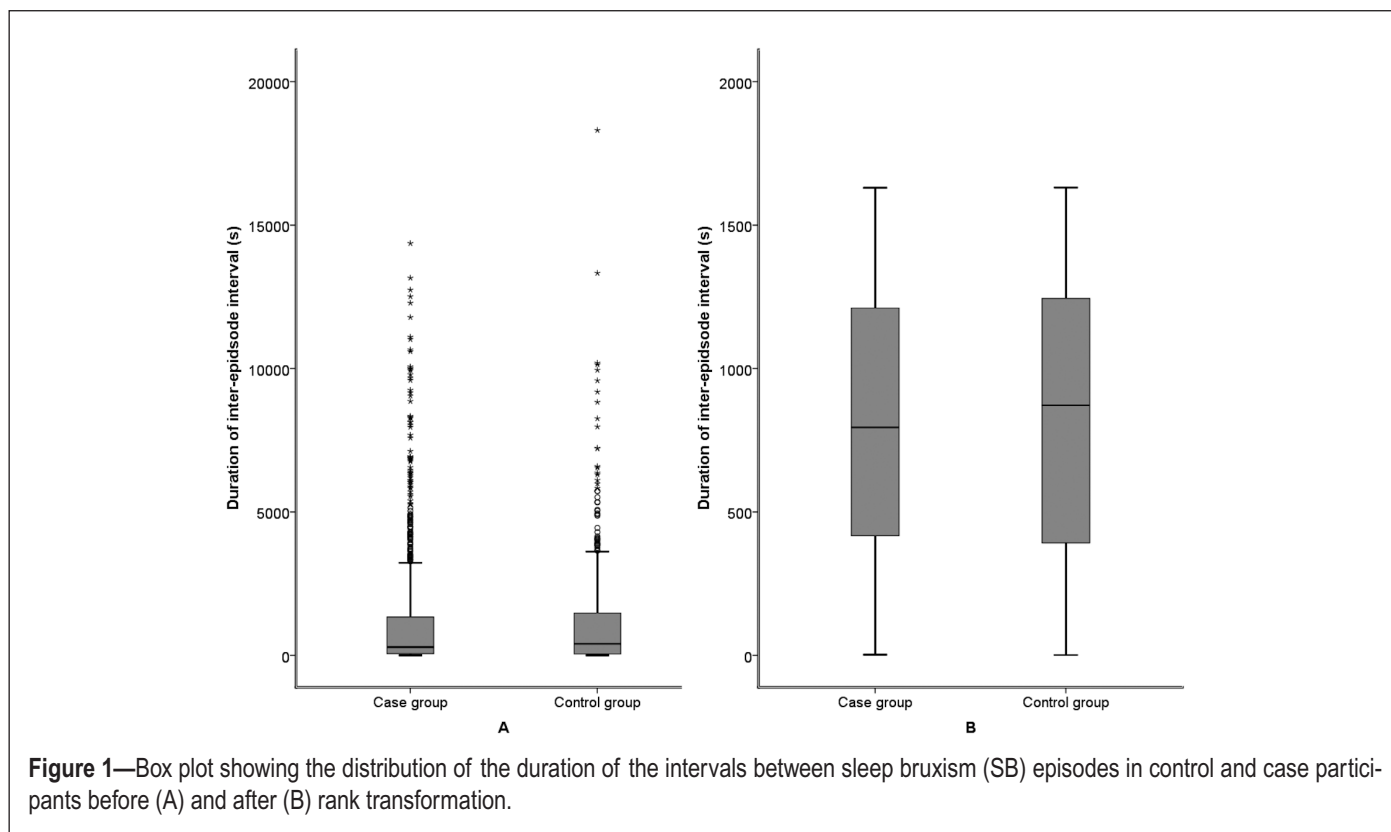 Duration of inter-epidsode interval (s)
20000
15000
10000
5000
0
Case group
Control group
A
Duration of inter-epidsode interval (s)
2000
1500
1000
500
0
Case group
Control group
B
Figure 1—Box plot showing the distribution of the duration of the intervals between sleep bruxism (SB) episodes in control and case partici-
pants before (A) and after (B) rank transformation.